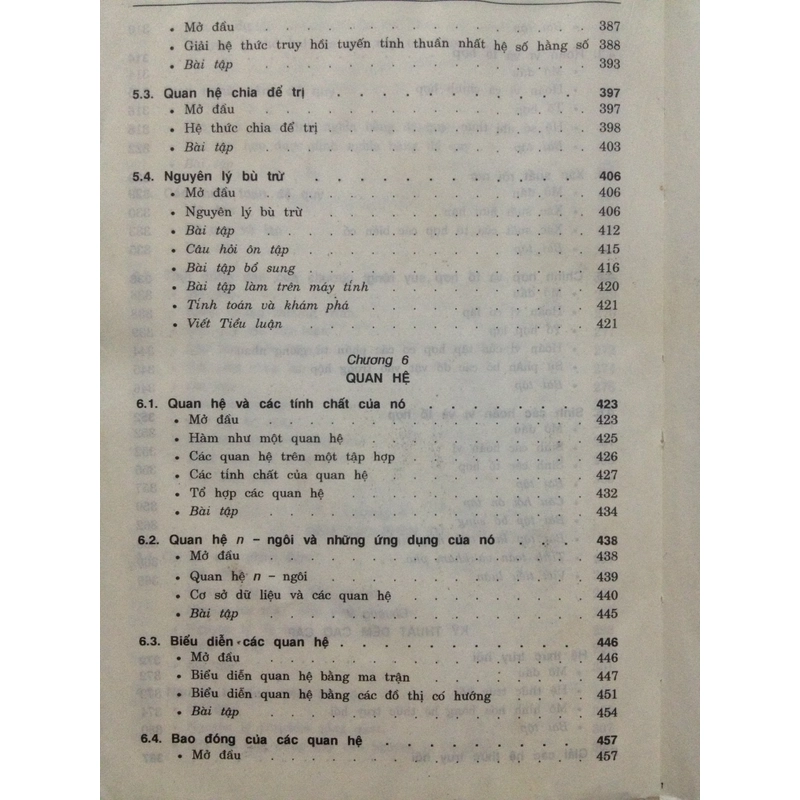 • Mở đầu . . . . . . . . . . . . . . . . . 387
• Giải hệ thức truy hồi tuyến tính thuần nhất hệ số hàng số 388
• Bài tập . . . . . . . . . . . . . . . . . 393
5.3. Quan hệ chia để trị . . . . . . . . . . . . 397
• Mở đầu . . . . . . . . . . . . . . . . . 397
• Hệ thức chia để trị . . . . . . . . . . . . . 398
• Bài tập . . . . . . . . . . . . . . . . . 403
5.4. Nguyên lý bù trừ . . . . . . . . . . . . 406
• Mở đầu . . . . . . . . . . . . . . . . . 406
• Nguyên lý bù trừ . . . . . . . . . . . . . 406
• Bài tập . . . . . . . . . . . . . . . . . 412
• Câu hỏi ôn tập . . . . . . . . . . . . . . 415
• Bài tập bổ sung . . . . . . . . . . . . . . 416
• Bài tập làm trên máy tính . . . . . . . . . . 420
• Tính toán và khám phá . . . . . . . . . . . 421
• Viết Tiểu luận . . . . . . . . . . . . . . 421
Chương 6
QUAN HỆ
6.1. Quan hệ và các tính chất của nó . . . . . . . . 423
• Mở đầu . . . . . . . . . . . . . . . . . 423
• Hàm như một quan hệ . . . . . . . . . . . 425
• Các quan hệ trên một tập hợp . . . . . . . . . 426
• Các tính chất của quan hệ . . . . . . . . . . 427
• Tổ hợp các quan hệ . . . . . . . . . . . . 432
• Bài tập . . . . . . . . . . . . . . . . . 434
6.2. Quan hệ n – ngôi và những ứng dụng của nó . . . 438
• Mở đầu . . . . . . . . . . . . . . . . . 438
• Quan hệ n – ngôi . . . . . . . . . . . . . 439
• Cơ sở dữ liệu và các quan hệ . . . . . . . . . 440
• Bài tập . . . . . . . . . . . . . . . . . 445
6.3. Biểu diễn các quan hệ . . . . . . . . . . . 446
• Mở đầu . . . . . . . . . . . . . . . . . 446
• Biểu diễn quan hệ bằng ma trận . . . . . . . . 447
• Biểu diễn quan hệ bằng các đồ thị có hướng . . . . 451
• Bài tập . . . . . . . . . . . . . . . . . 454
6.4. Bao đóng của các quan hệ . . . . . . . . . . 457
• Mở đầu . . . . . . . . . . . . . . . . . 457